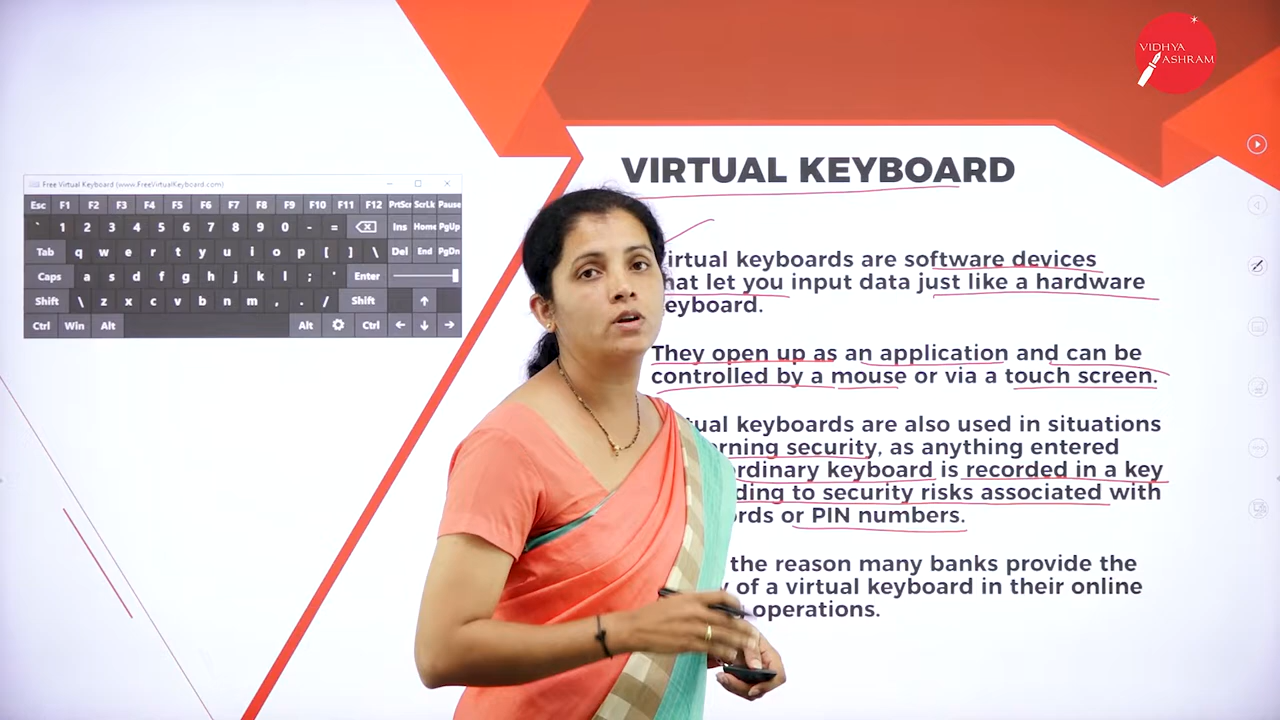 VIDHYA
ASHRAM
VIRTUAL KEYBOARD
Free Virtual Keyboard (www.FreeVirtualKeyboard.com)
Esc F1 F2 F3 F4 F5 F6 F7 F8 F9 F10 F11 F12 PrtScr ScrLk Pause
` 1 2 3 4 5 6 7 8 9 0 - = Ins Home PgUp
Tab q w e r t y u i o p [ ] \ Del End PgDn
Caps a s d f g h j k l ; ' Enter
Shift \ z x c v b n m , . / Shift
Ctrl Win Alt Alt Ctrl
irtual keyboards are software devices
hat let you input data just like a hardware
eyboard.
They open up as an application and can be
controlled by a mouse or via a touch screen.
tual keyboards are also used in situations
erning security, as anything entered
ordinary keyboard is recorded in a key
ding to security risks associated with
ords or PIN numbers.
the reason many banks provide the
y of a virtual keyboard in their online
operations.